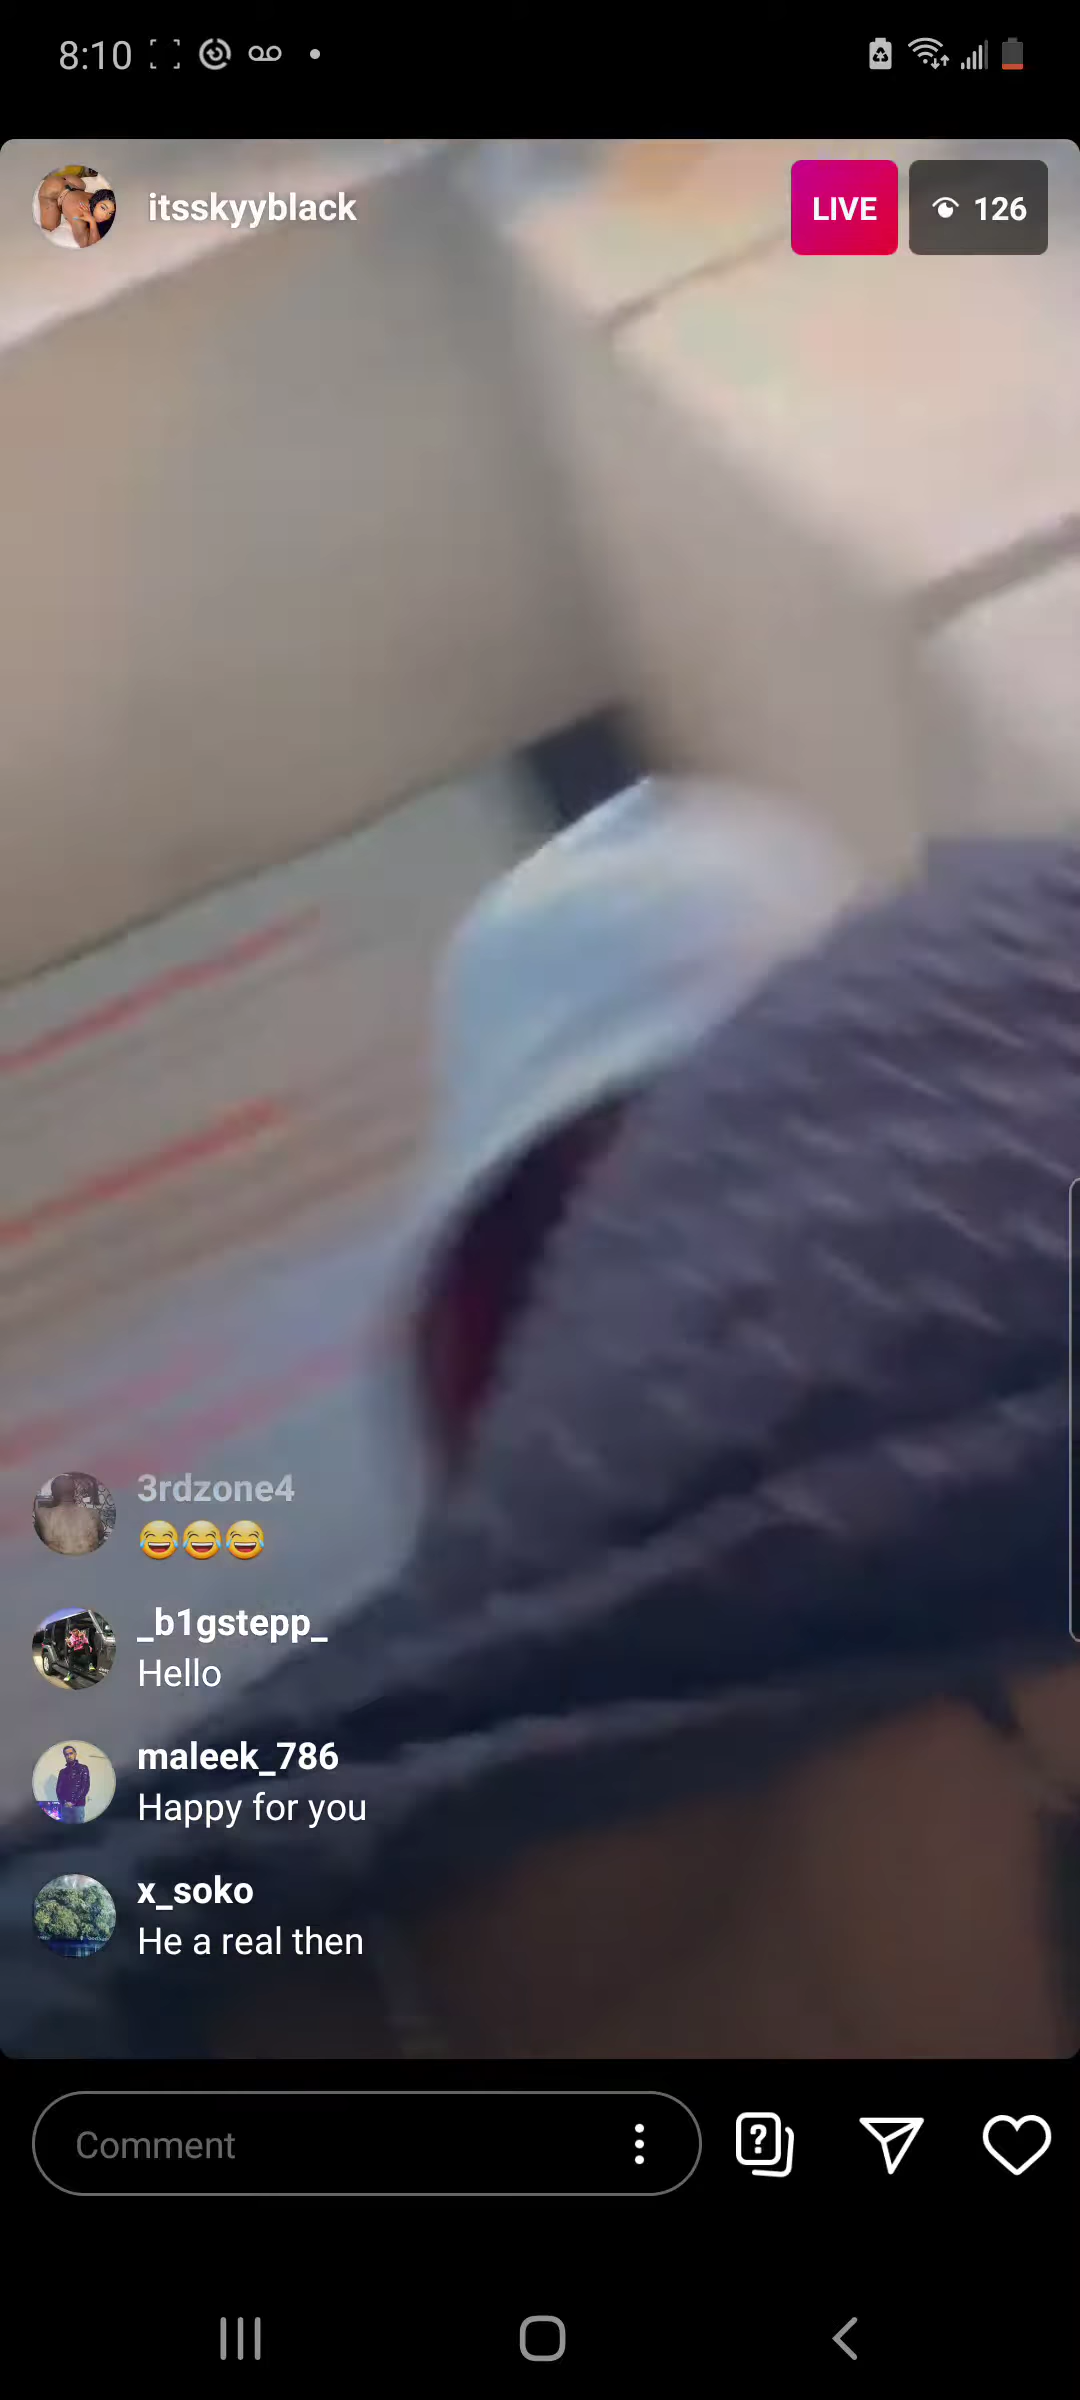 8:10
itsskyyblack
LIVE
126
3rdzone4
😂😂😂
_b1gstepp_
Hello
maleek_786
Happy for you
x_soko
He a real then
Comment
?